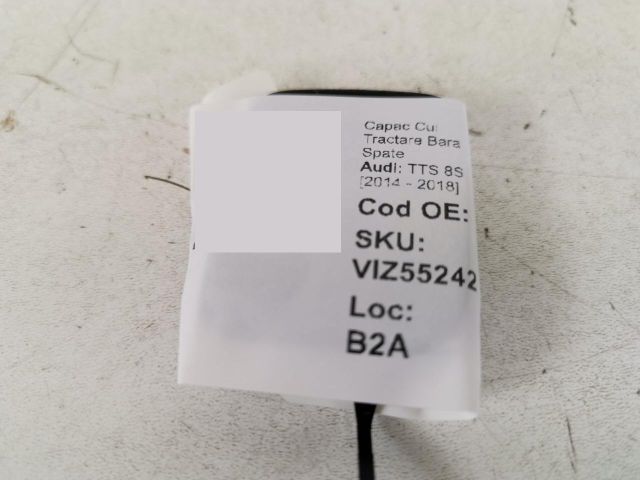 Capac Cui
Tractare Bara
Spate
Audi: TTS 8S
[2014 - 2018]
Cod OE:
SKU:
VIZ55242
Loc:
B2A